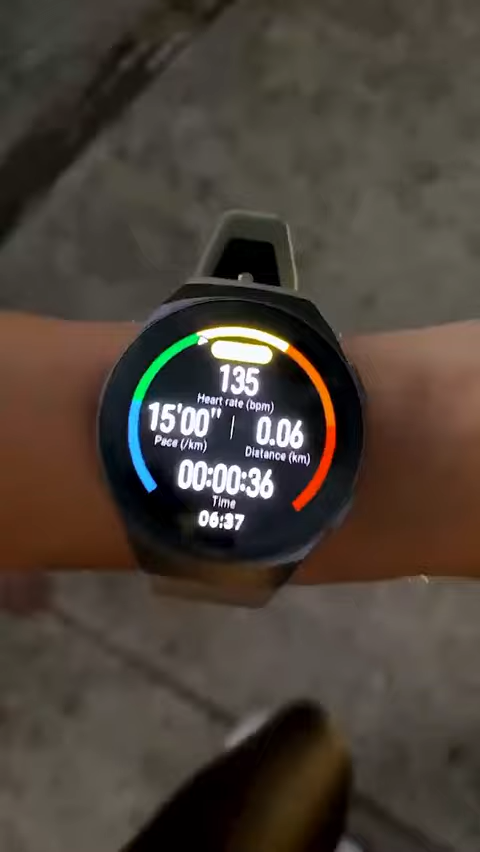 135
Heart rate (bpm)
15'00" 0.06
Pace (/km) Distance (km)
00:00:36
Time
06:37